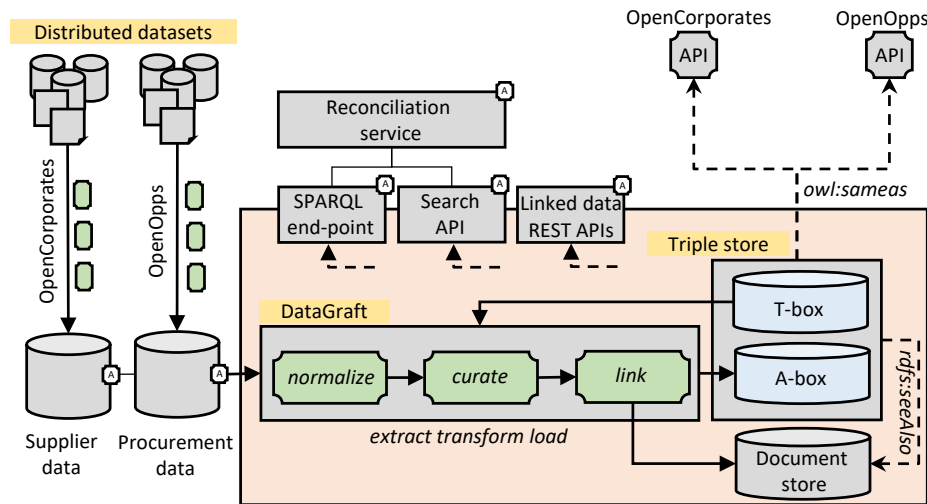 OpenCorporates
OpenOpps
Distributed datasets
API
API
A
Reconciliation
service
owl:sameas
OpenCorporates
OpenOpps
A
A
A
SPARQL
end-point
Search
API
Linked data
REST APIs
Triple store
DataGraft
T-box
normalize
curate
link
A-box
A
A
rdfs:seeAlso
extract transform load
Supplier
data
Procurement
data
Document
store